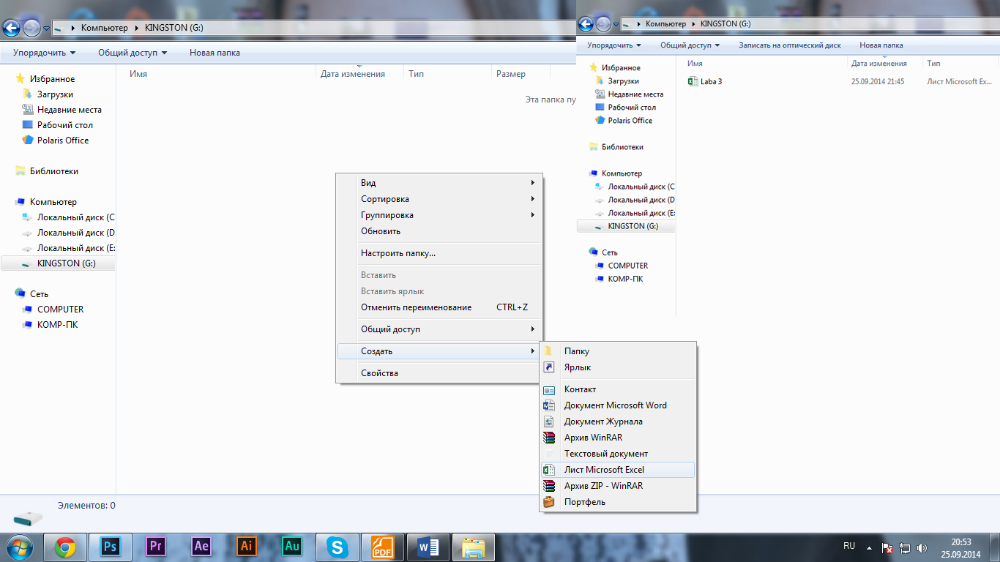 Компьютер KINGSTON (G:)
Упорядочить Общий доступ Новая папка
Имя Дата изменения Тип Размер
Эта папка пу
Избранное
Загрузки
Недавние места
Рабочий стол
Polaris Office
Библиотеки
Компьютер
Локальный диск (C
Локальный диск (D
Локальный диск (E:
KINGSTON (G:)
Сеть
COMPUTER
КОМР-ПК
Вид
Сортировка
Группировка
Обновить
Настроить папку...
Вставить
Вставить ярлык
Отменить переименование CTRL+Z
Общий доступ
Создать
Свойства
Папку
Ярлык
Контакт
Документ Microsoft Word
Документ Журнала
Архив WinRAR
Текстовый документ
Лист Microsoft Excel
Архив ZIP - WinRAR
Портфель
Компьютер KINGSTON (G:)
Упорядочить Общий доступ Записать на оптический диск Новая папка
Имя Дата изменения Тип
Laba 3 25.09.2014 21:45 Лист Microsoft Ex...
Избранное
Загрузки
Недавние места
Рабочий стол
Polaris Office
Библиотеки
Компьютер
Локальный диск (C
Локальный диск (D
Локальный диск (E:
KINGSTON (G:)
Сеть
COMPUTER
КОМР-ПК
Элементов: 0
Ps Pr Ae Ai Au S PDF W
RU
20:53
25.09.2014